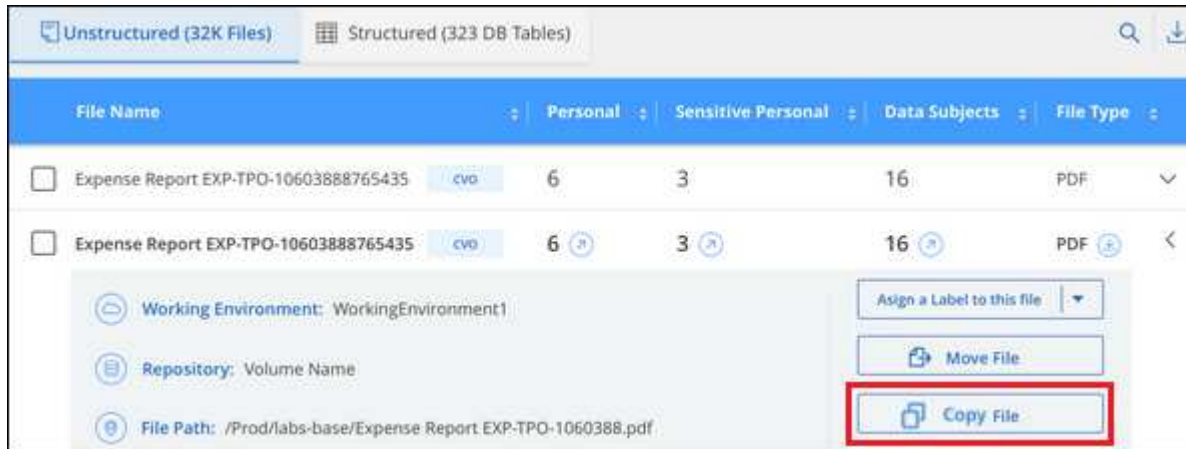 Unstructured (32K Files) Structured (323 DB Tables)
File Name Personal Sensitive Personal Data Subjects File Type
Expense Report EXP-TPO-10603888765435 CVO 6 3 16 PDF
Expense Report EXP-TPO-10603888765435 CVO 6 3 16 PDF
Working Environment: WorkingEnvironment1 Asign a Label to this file
Repository: Volume Name Move File
File Path: /Prod/labs-base/Expense Report EXP-TPO-1060388.pdf Copy File